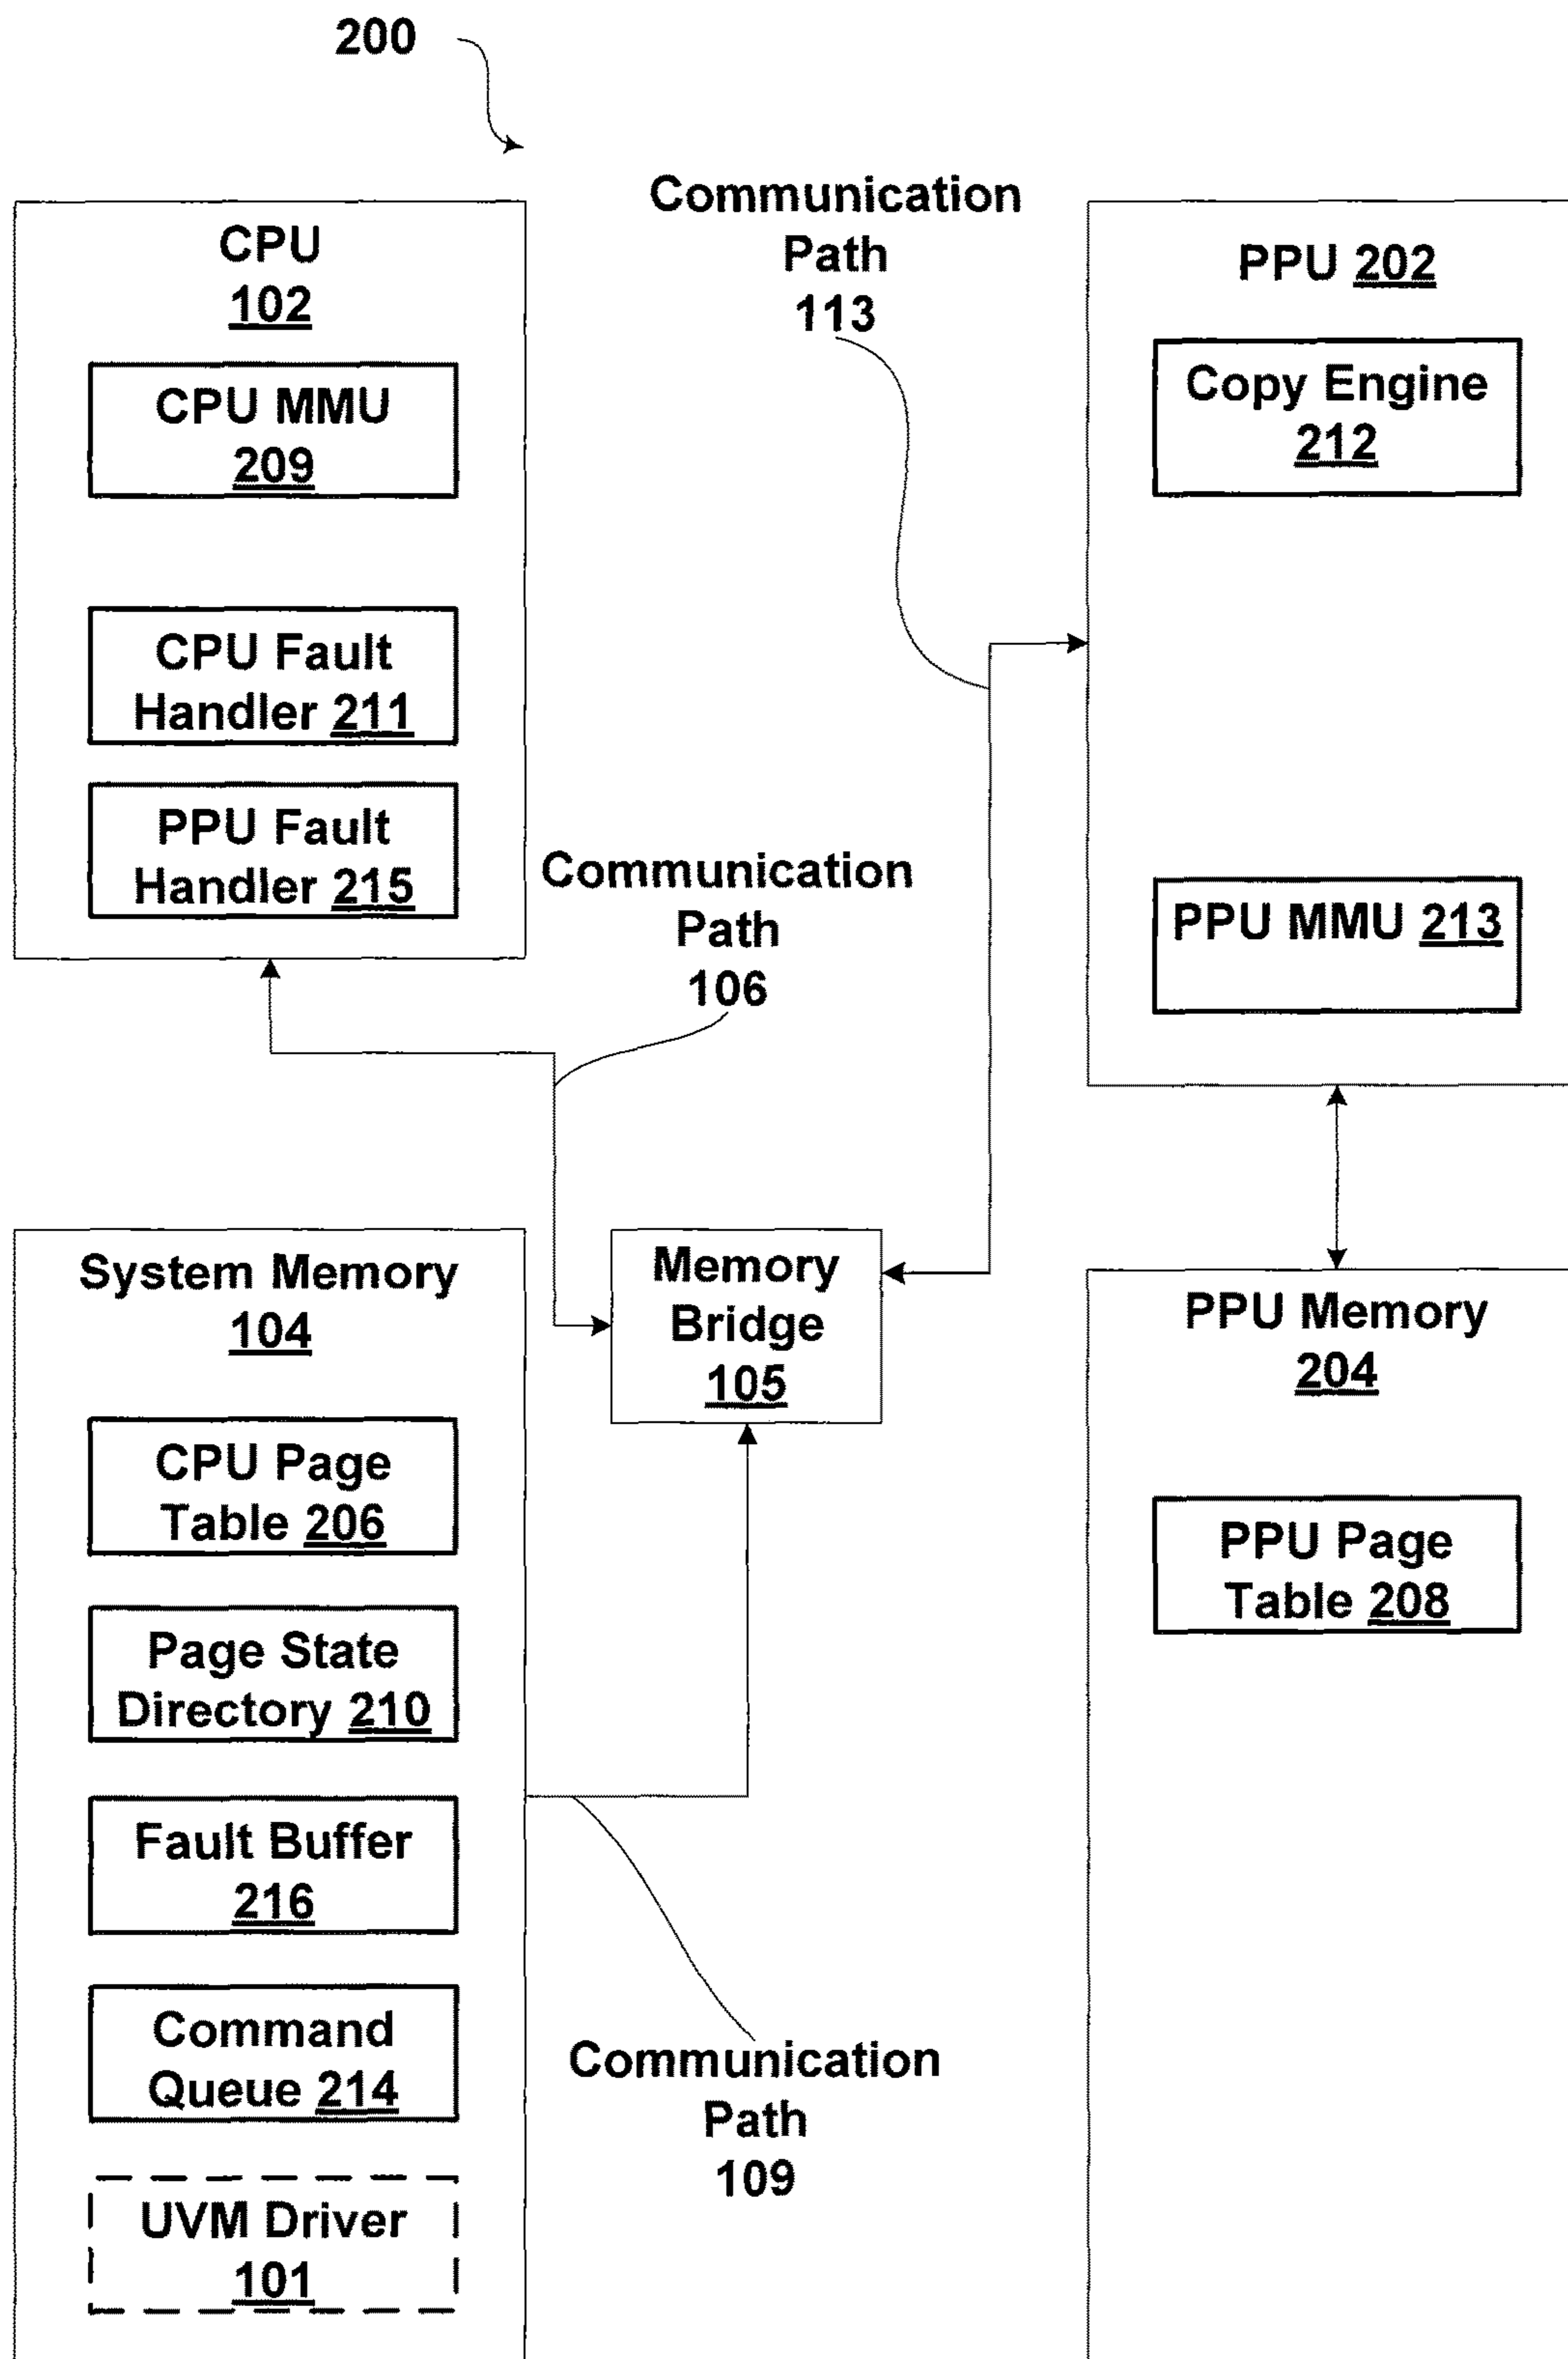 200
CPU
102
CPU MMU
209
CPU Fault
Handler 211
PPU Fault
Handler 215
Communication
Path
113
PPU 202
Copy Engine
212
PPU MMU 213
Communication
Path
106
System Memory
104
CPU Page
Table 206
Page State
Directory 210
Fault Buffer
216
Command
Queue 214
UVM Driver
101
Memory
Bridge
105
Communication
Path
109
PPU Memory
204
PPU Page
Table 208